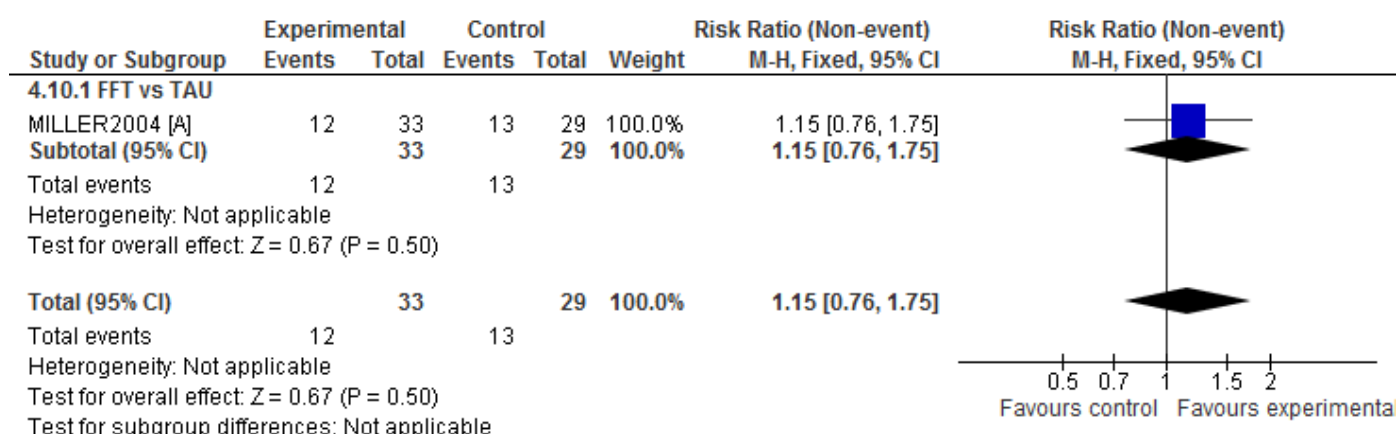 Experimental Control Risk Ratio (Non-event) Risk Ratio (Non-event)
Study or Subgroup Events Total Events Total Weight M-H, Fixed, 95% CI M-H, Fixed, 95% CI
4.10.1 FFT vs TAU
MILLER2004 [A] 12 33 13 29 100.0% 1.15 [0.76, 1.75]
Subtotal (95% CI) 33 29 100.0% 1.15 [0.76, 1.75]
Total events 12 13
Heterogeneity: Not applicable
Test for overall effect: Z = 0.67 (P = 0.50)
Total (95% CI) 33 29 100.0% 1.15 [0.76, 1.75]
Total events 12 13
Heterogeneity: Not applicable
Test for overall effect: Z = 0.67 (P = 0.50)
Test for subgroup differences: Not applicable
0.5 0.7 1 1.5 2
Favours control Favours experimental